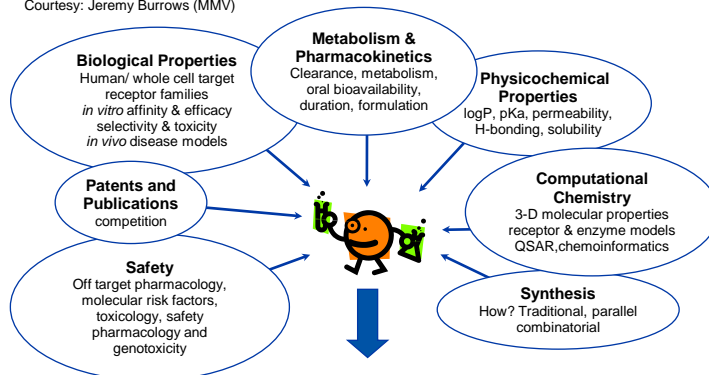 Courtesy: Jeremy Burrows (MMV)
Biological Properties
Human/ whole cell target
receptor families
in vitro affinity & efficacy
selectivity & toxicity
in vivo disease models
Metabolism &
Pharmacokinetics
Clearance, metabolism,
oral bioavailability,
duration, formulation
Physicochemical
Properties
logP, pKa, permeability,
H-bonding, solubility
Patents and
Publications
competition
Computational
Chemistry
3-D molecular properties
receptor & enzyme models
QSAR,chemoinformatics
Safety
Off target pharmacology,
molecular risk factors,
toxicology, safety
pharmacology and
genotoxicity
Synthesis
How? Traditional, parallel
combinatorial